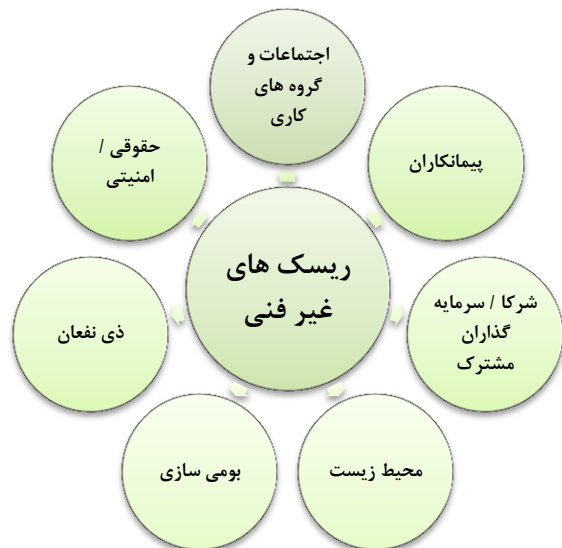 اجتماعات و
گروه های
کاری
پیمانکاران
شرکا / سرمایه
گذاران
مشترک
محیط زیست
بومی سازی
ذی نفعان
حقوقی /
امنیتی
ریسک های
غیر فنی